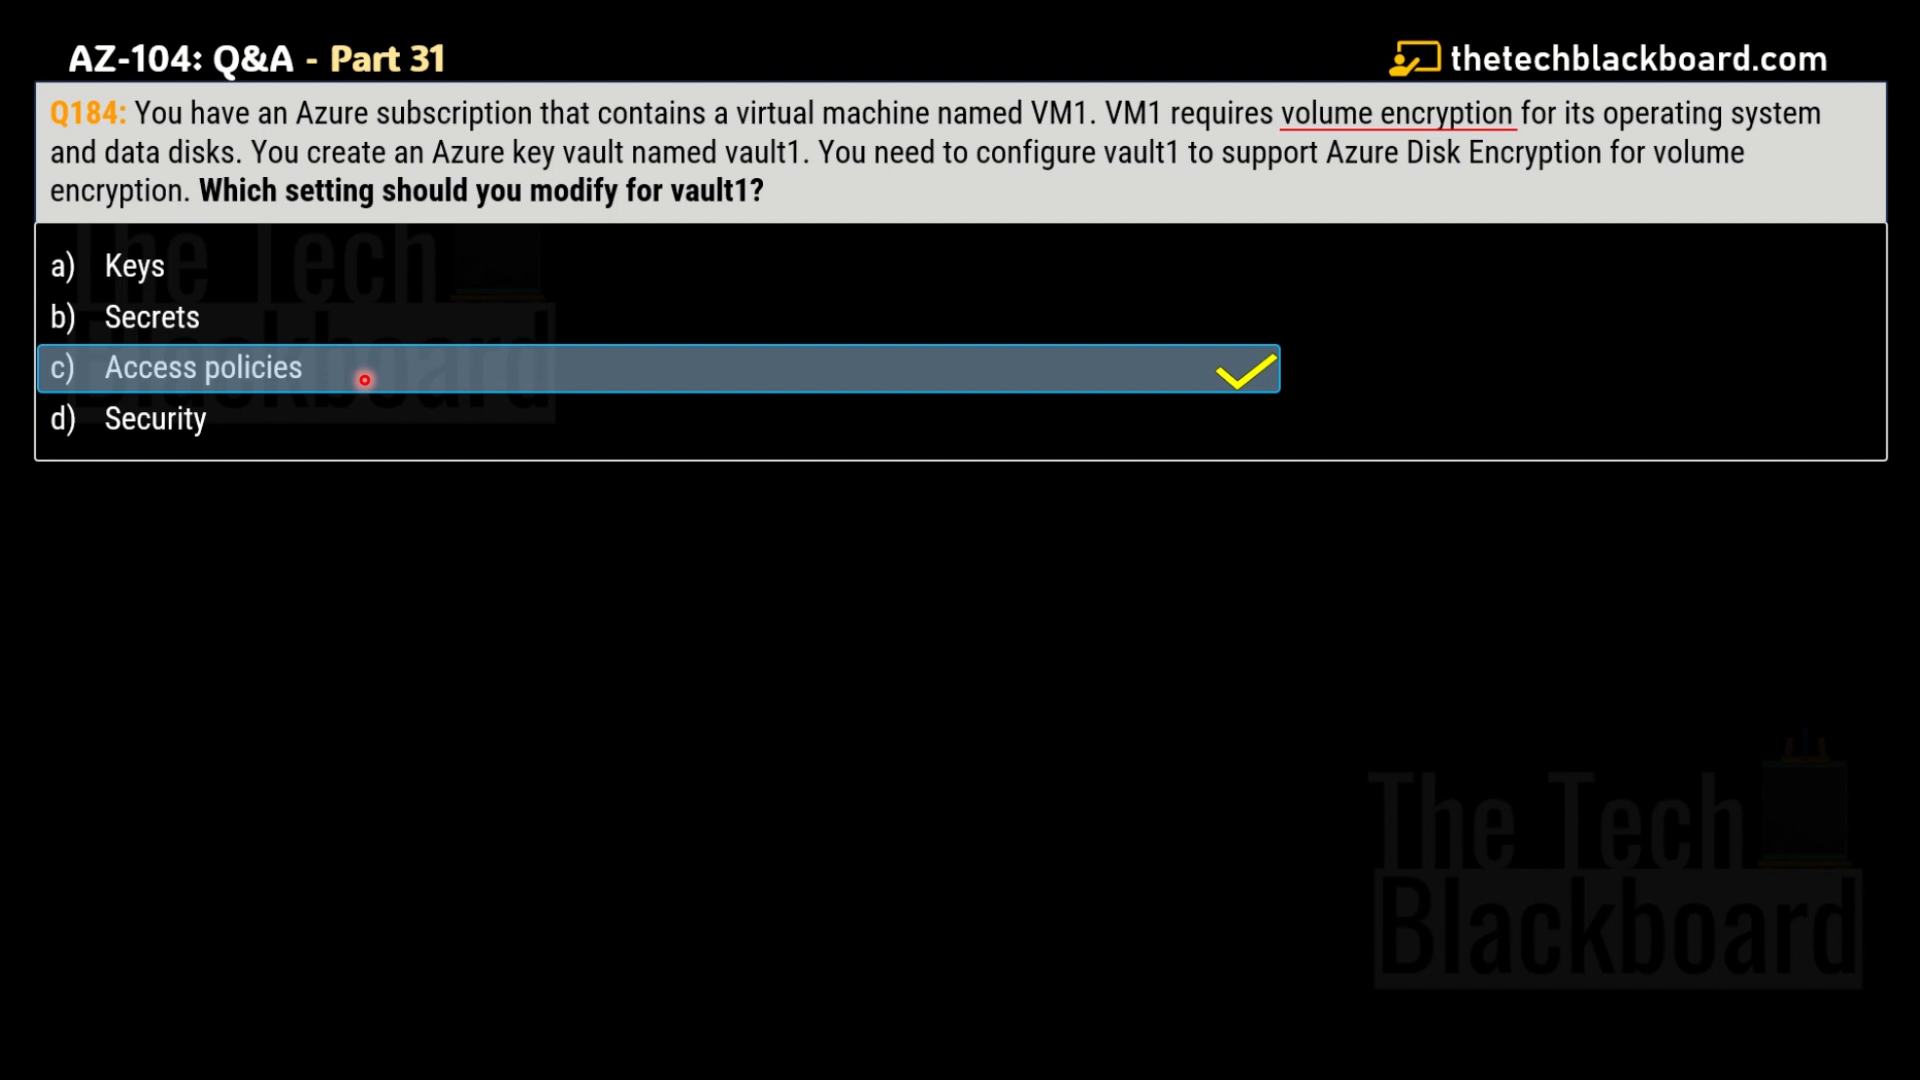 AZ-104: Q&A - Part 31
thetechblackboard.com
Q184: You have an Azure subscription that contains a virtual machine named VM1. VM1 requires volume encryption for its operating system
and data disks. You create an Azure key vault named vault1. You need to configure vault1 to support Azure Disk Encryption for volume
encryption. Which setting should you modify for vault1?
The Tech
Blackboard
a) Keys
b) Secrets
c) Access policies
d) Security
The Tech
Blackboard